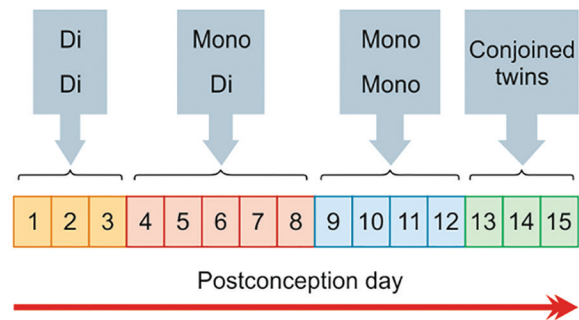 Di
Di
Mono
Di
Mono
Mono
Conjoined
twins
1 2 3 4 5 6 7 8 9 10 11 12 13 14 15
Postconception day